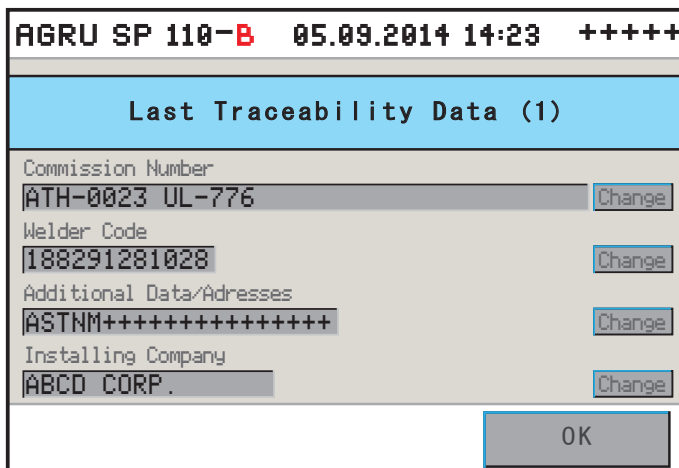 AGRU SP 110-B 05.09.2014 14:23 +++++
Last Traceability Data (1)
Commission Number
ATH-0023 UL-776 Change
Welder Code
188291281028 Change
Additional Data/Adresses
ASTNM+++++++++++++++ Change
Installing Company
ABCD CORP. Change
OK